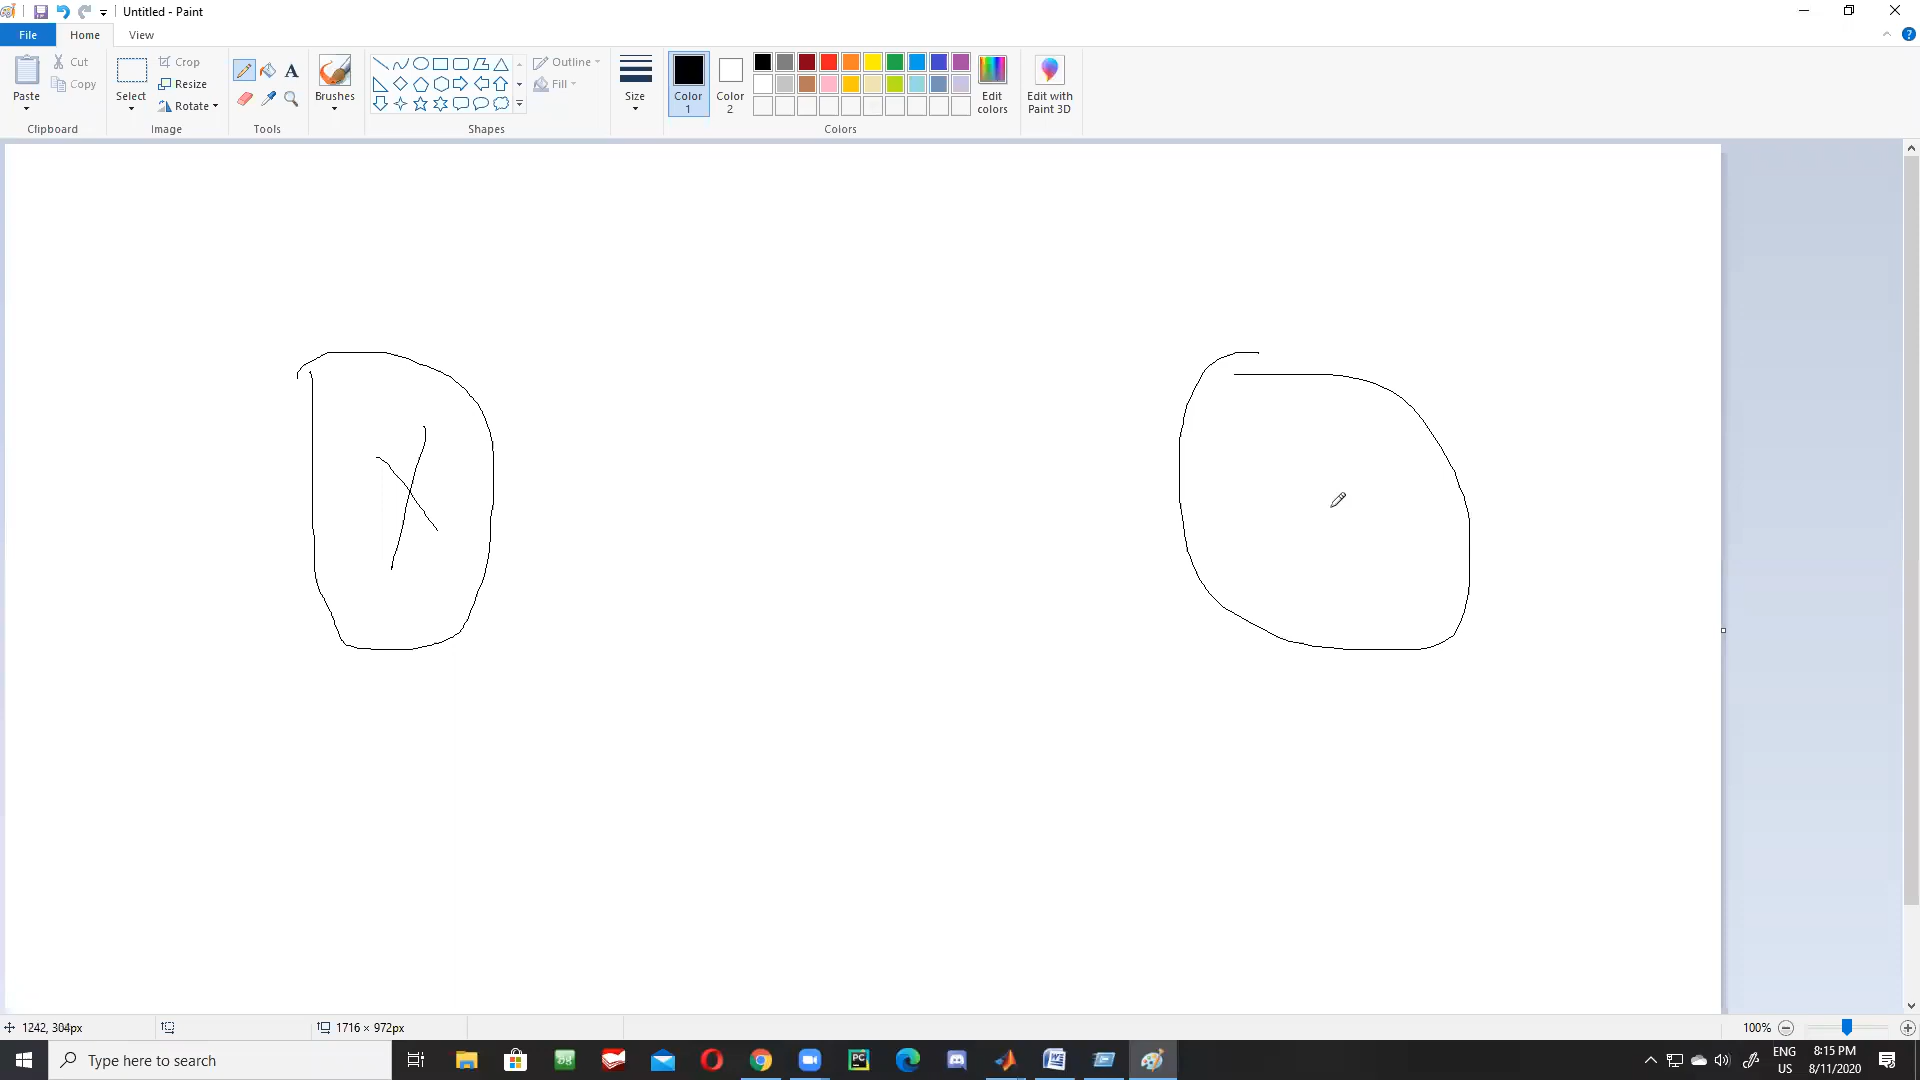 Untitled - Paint
File Home View
Paste
Cut
Copy
Clipboard
Select
Crop
Resize
Rotate
Image
A
Tools
Brushes
Shapes
Outline
Fill
Size
Color
1
Color
2
Colors
Edit
colors
Edit with
Paint 3D
X
1242, 304px 1716 × 972px 100%
Type here to search
PC
ENG
US
8:15 PM
8/11/2020